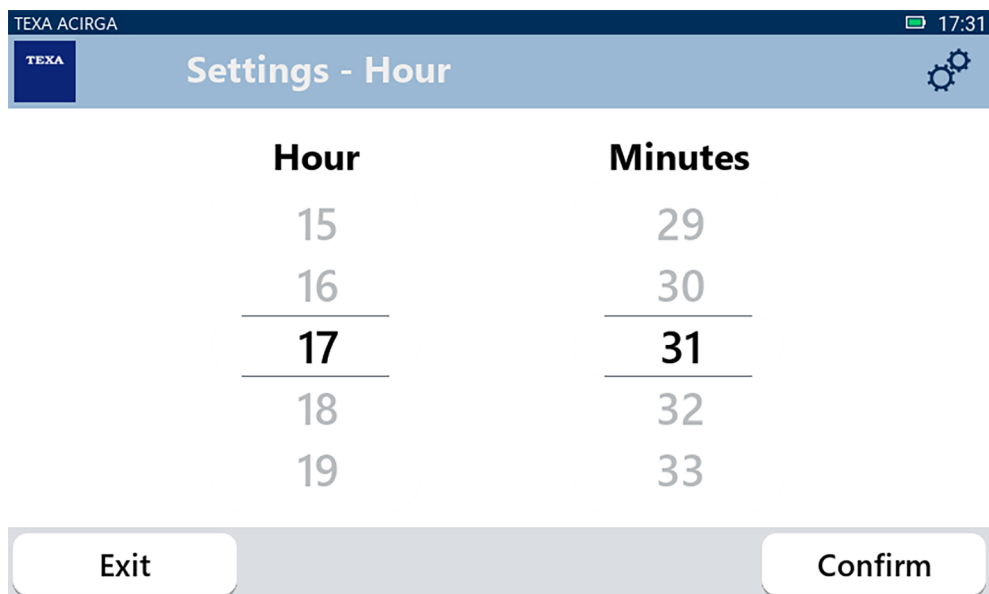 TEXA ACIRGA 17:31
TEXA
Settings - Hour
Hour Minutes
15 29
16 30
17 31
18 32
19 33
Exit Confirm